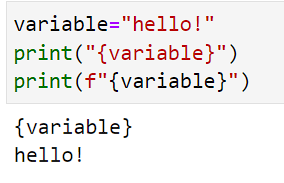 variable="hello!"
print("{variable}")
print(f"{variable}")
{variable}
hello!